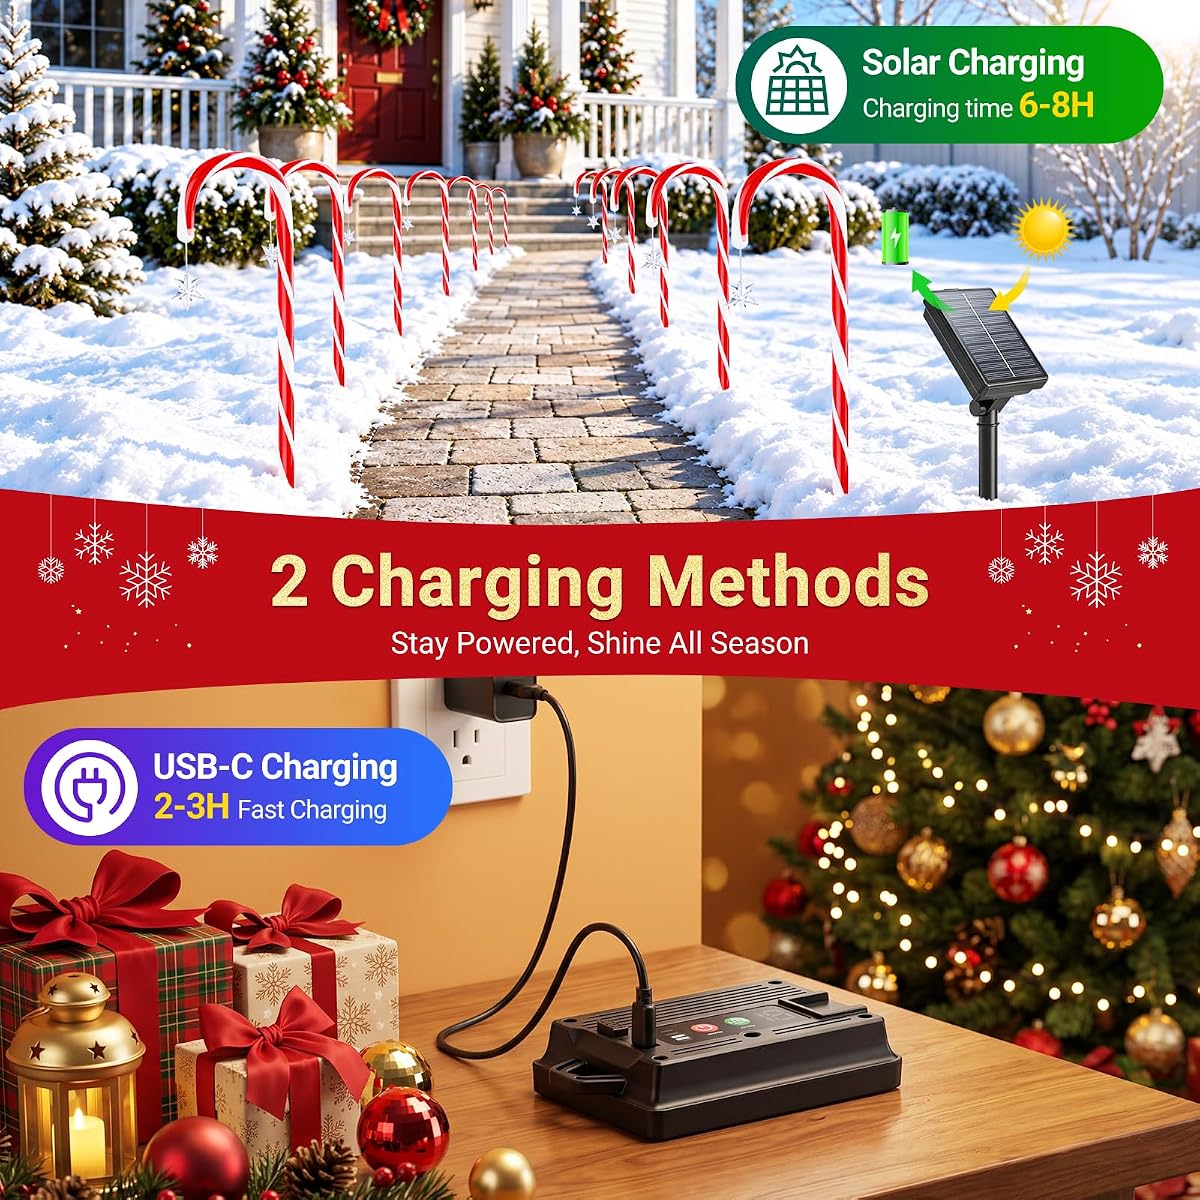 Solar Charging
Charging time 6-8H
2 Charging Methods
Stay Powered, Shine All Season
USB-C Charging
2-3H Fast Charging